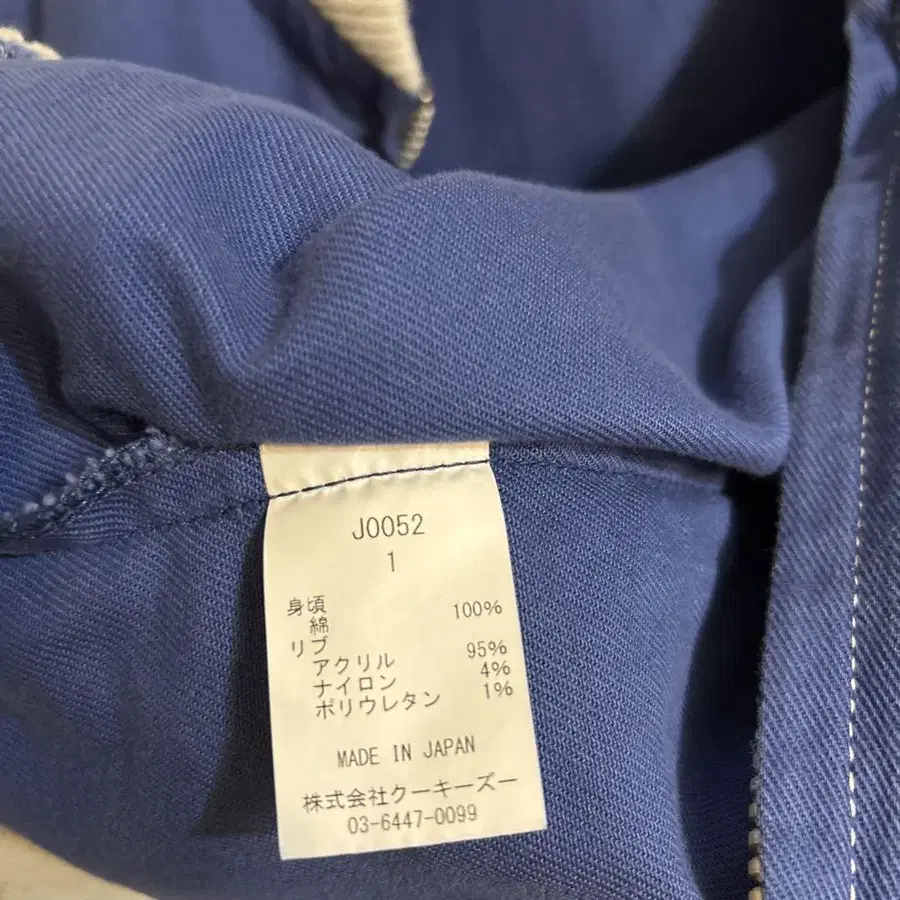 J0052
1
身頃
綿 100%
リブ
アクリル 95%
ナイロン 4%
ポリウレタン 1%
MADE IN JAPAN
株式会社クーキーズー
03-6447-0099